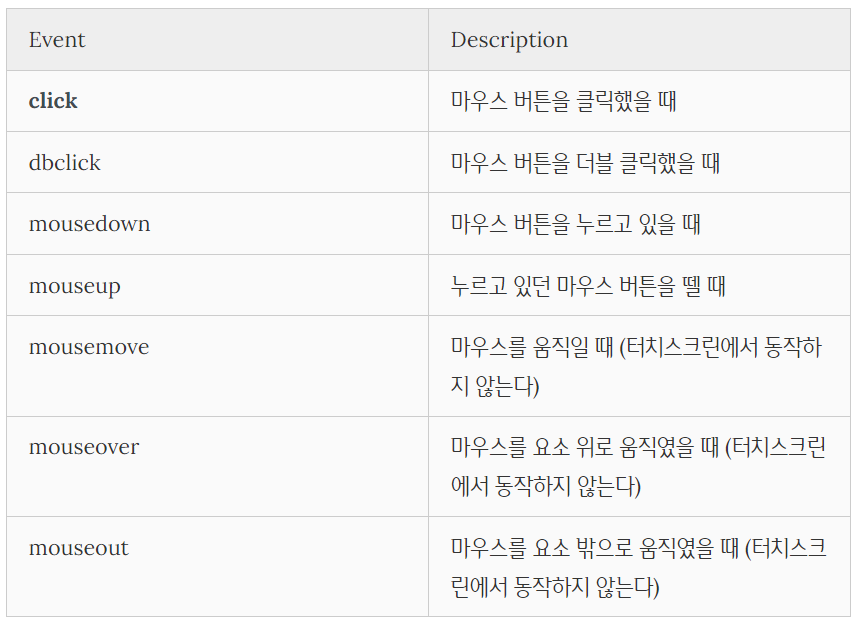 Event
Description
click
마우스 버튼을 클릭했을 때
dbclick
마우스 버튼을 더블 클릭했을 때
mousedown
마우스 버튼을 누르고 있을 때
mouseup
누르고 있던 마우스 버튼을 뗄 때
mousemove
마우스를 움직일 때 (터치스크린에서 동작하
지 않는다)
mouseover
마우스를 요소 위로 움직였을 때 (터치스크린
에서 동작하지 않는다)
mouseout
마우스를 요소 밖으로 움직였을 때 (터치스크
린에서 동작하지 않는다)